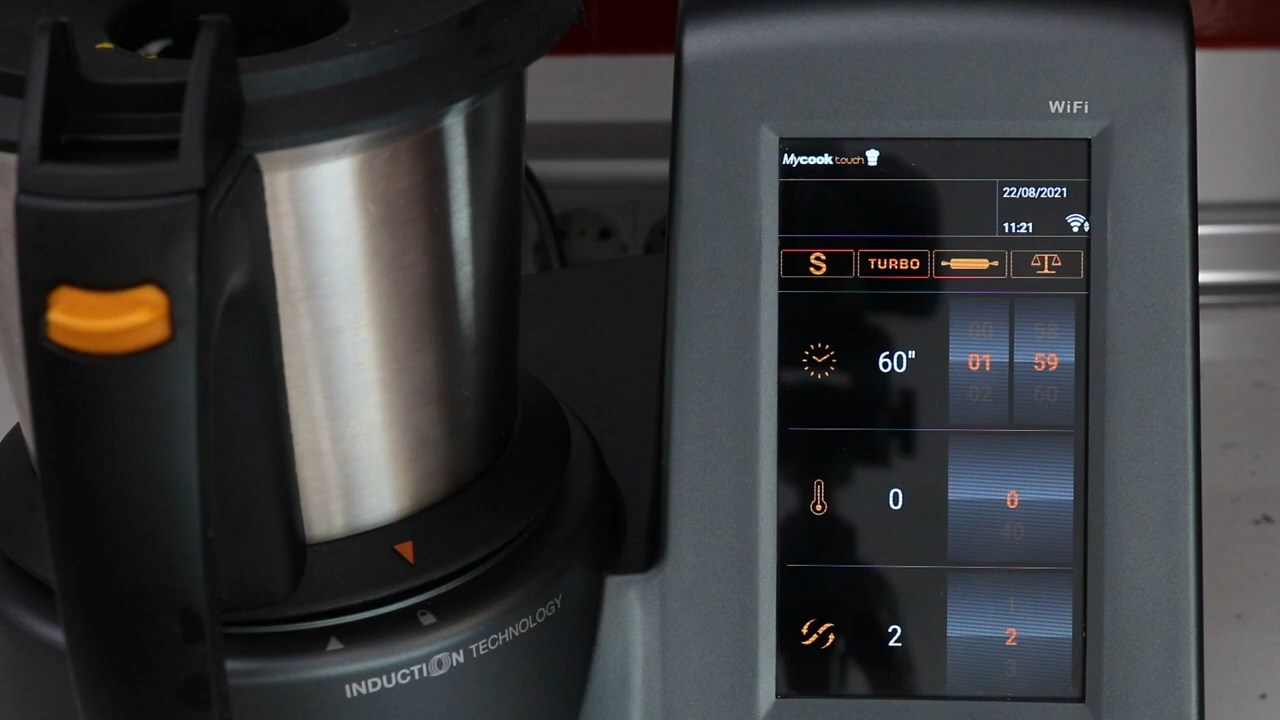 WiFi
Mycook touch
22/08/2021
11:21
S TURBO
00 58
60" 01 59
02 60
0 0
40
1
2 2
3
INDUCTION TECHNOLOGY